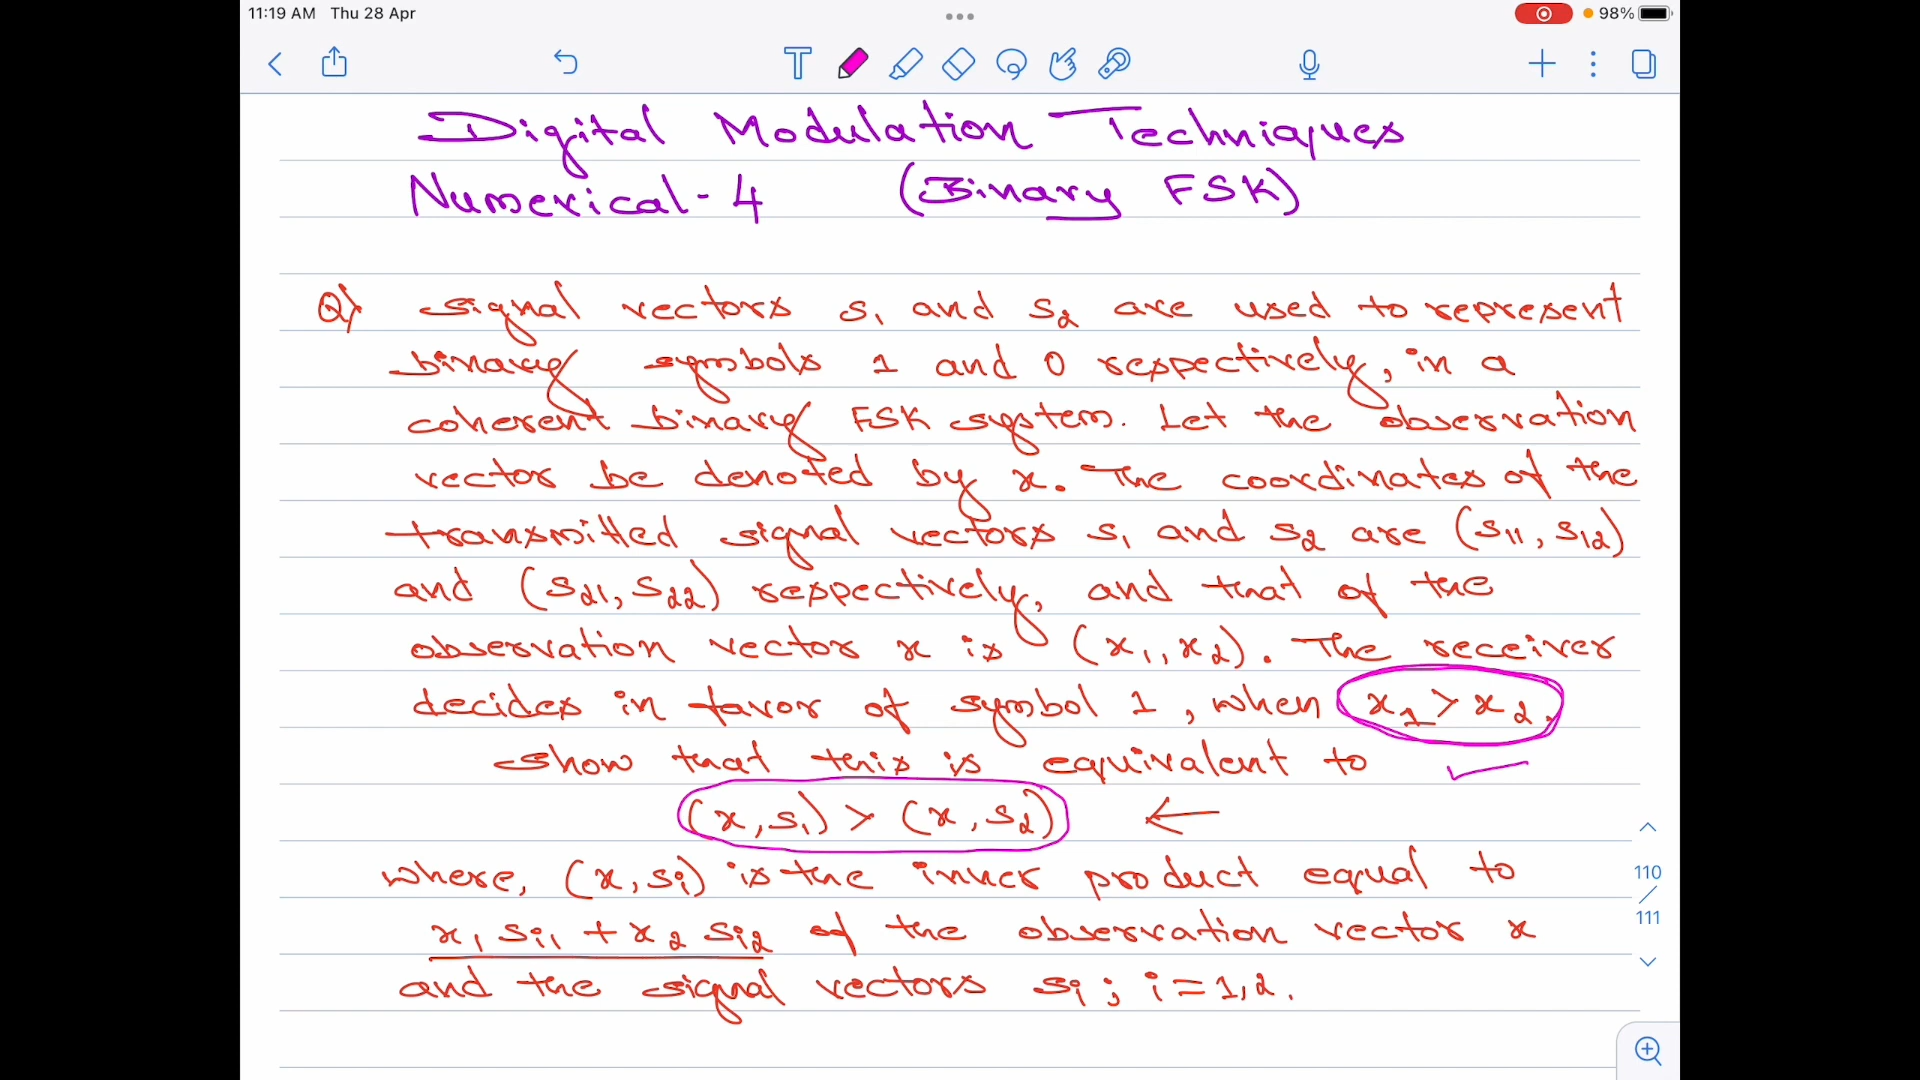 11:19 AM Thu 28 Apr
98%
T
Digital Modulation Techniques
Numerical-4 (Binary FSK)
Q) Signal vectors s₁ and s₂ are used to represent
binary symbols 1 and 0 respectively, in a
coherent binary FSK system. Let the observation
vector be denoted by x. The coordinates of the
transmitted signal vectors s₁ and s₂ are (s₁₁, s₁₂)
and (s₂₁, s₂₂) respectively, and that of the
observation vector x is (x₁, x₂). The receiver
decides in favor of symbol 1, when x₁ > x₂.
Show that this is equivalent to
(x, s₁) > (x, s₂) ←
where, (x, sᵢ) is the inner product equal to
x₁ sᵢ₁ + x₂ sᵢ₂ of the observation vector x
and the signal vectors sᵢ ; i = 1,2.
110
/
111